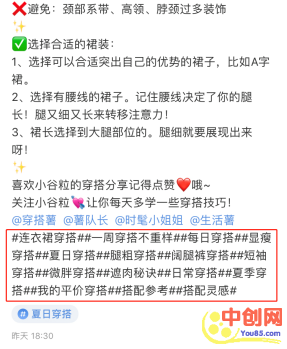 ❌避免：颈部系带、高领、脖颈过多装饰
✨
✅选择合适的裙装：
1、选择可以合适突出自己的优势的裙子，比如A字
裙。
2、选择有腰线的裙子。记住腰线决定了你的腿
长！腿又细又长来转移注意力！
3、裙长选择到大腿部位的。腿细就要展现出来
呀！
✨
喜欢小谷粒的穿搭分享记得点赞❤️哦~
关注小谷粒💘让你每天多学一些穿搭技巧！
@穿搭薯 @薯队长 @时髦小姐姐 @生活薯
#连衣裙穿搭##一周穿搭不重样##每日穿搭##显瘦
穿搭##夏日穿搭##腿粗穿搭##阔腿裤穿搭##短袖
穿搭##微胖穿搭##遮肉秘诀##日常穿搭##夏季穿
搭##我的平价穿搭##搭配参考##搭配灵感#
# 夏日穿搭
昨天 18:30
中创网
You85.com